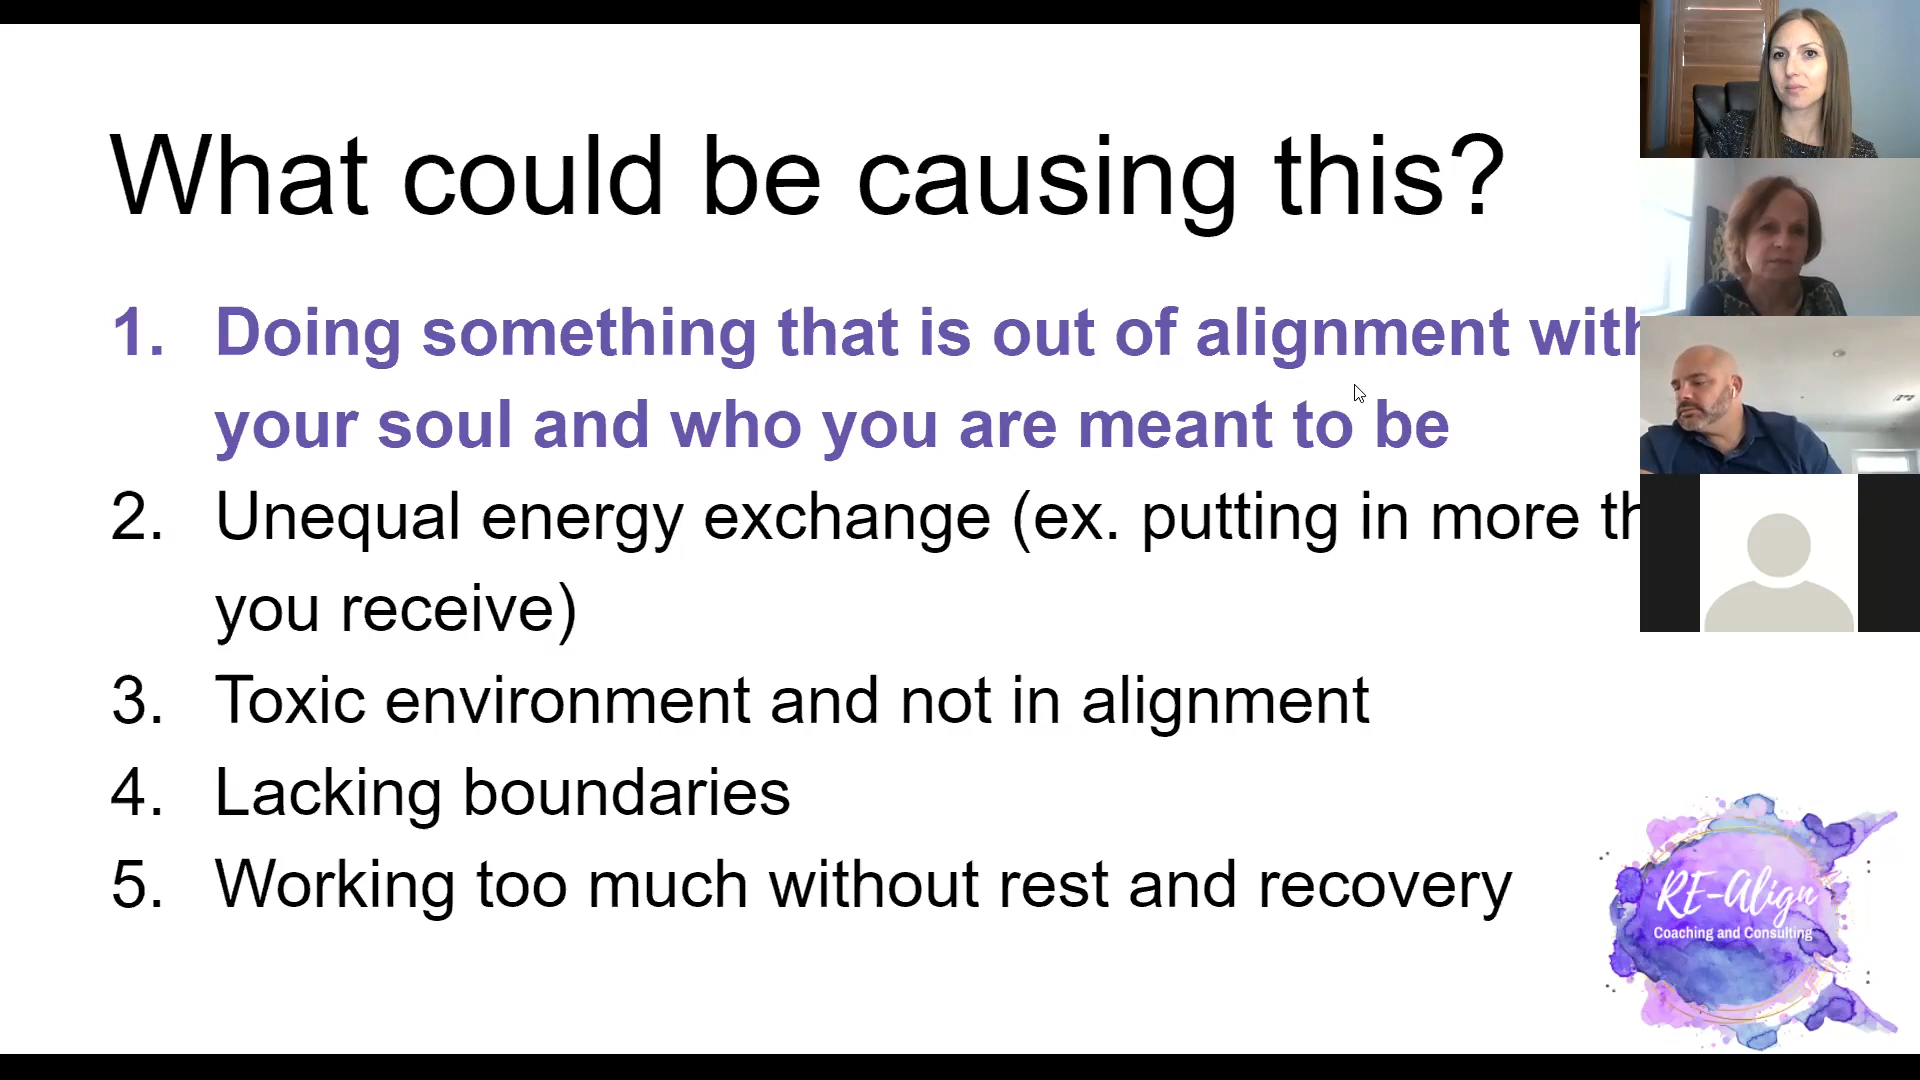 What could be causing this?
1. Doing something that is out of alignment with
your soul and who you are meant to be
2. Unequal energy exchange (ex. putting in more
you receive)
3. Toxic environment and not in alignment
4. Lacking boundaries
5. Working too much without rest and recovery
RE-Align
Coaching and Consulting